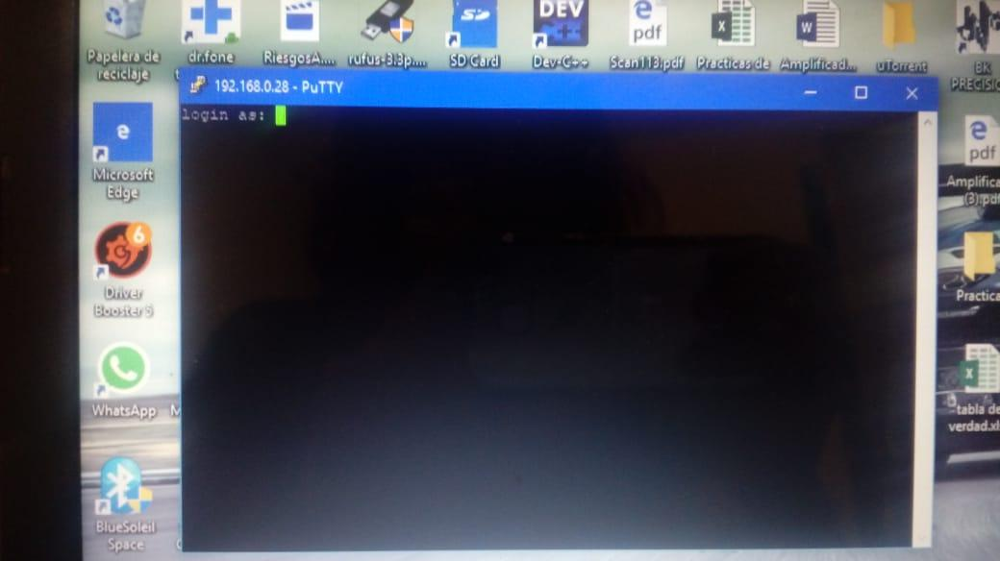 DEV
pdf
Papelera de
reciclaje
dr.fone
RiesgosA....
rufus-3.3p....
SD Card
Dev-C++
Scan113.pdf
Practicas de
Amplificad...
uTorrent
BK
PRECISIO
192.168.0.28 - PuTTY
login as:
Microsoft
Edge
pdf
Amplifica
(3).pdf
6
Driver
Booster 5
Practica
WhatsApp
M
tabla de
verdad.xl
BlueSoleil
Space